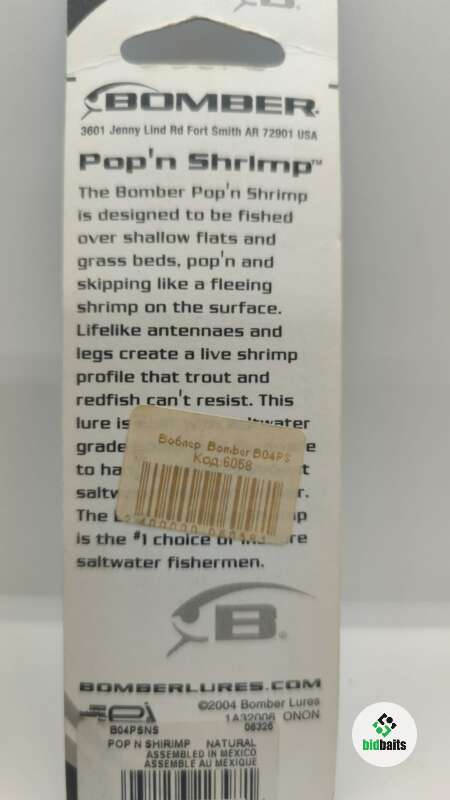 BOMBER
3601 Jenny Lind Rd Fort Smith AR 72901 USA
Pop'n Shrimp™
The Bomber Pop'n Shrimp
is designed to be fished
over shallow flats and
grass beds, pop'n and
skipping like a fleeing
shrimp on the surface.
Lifelike antennaes and
legs create a live shrimp
profile that trout and
redfish can't resist. This
lure is
grade
to
saltw
The
is the #1 choice of
saltwater fishermen.
Воблер Bomber B04PS
Код:6058
B®
BOMBERLURES.COM
©2004 Bomber Lures
1A32006 ONON
B04PSNS 08326
POP N SHIRIMP NATURAL
ASSEMBLED IN MEXICO
ASSEMBLE AU MEXIQUE
bidbaits